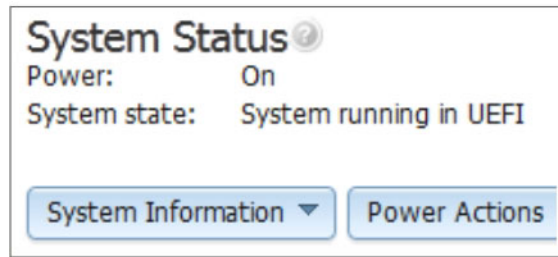 System Status
Power: On
System state: System running in UEFI
System Information
Power Actions